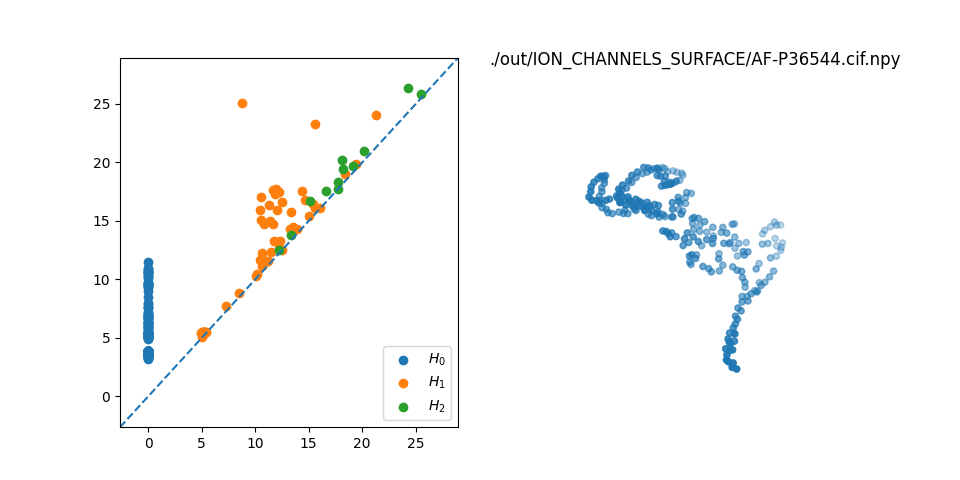 ./out/ION_CHANNELS_SURFACE/AF-P36544.cif.npy
25
20
15
10
5
0
H₀
H₁
H₂
0 5 10 15 20 25